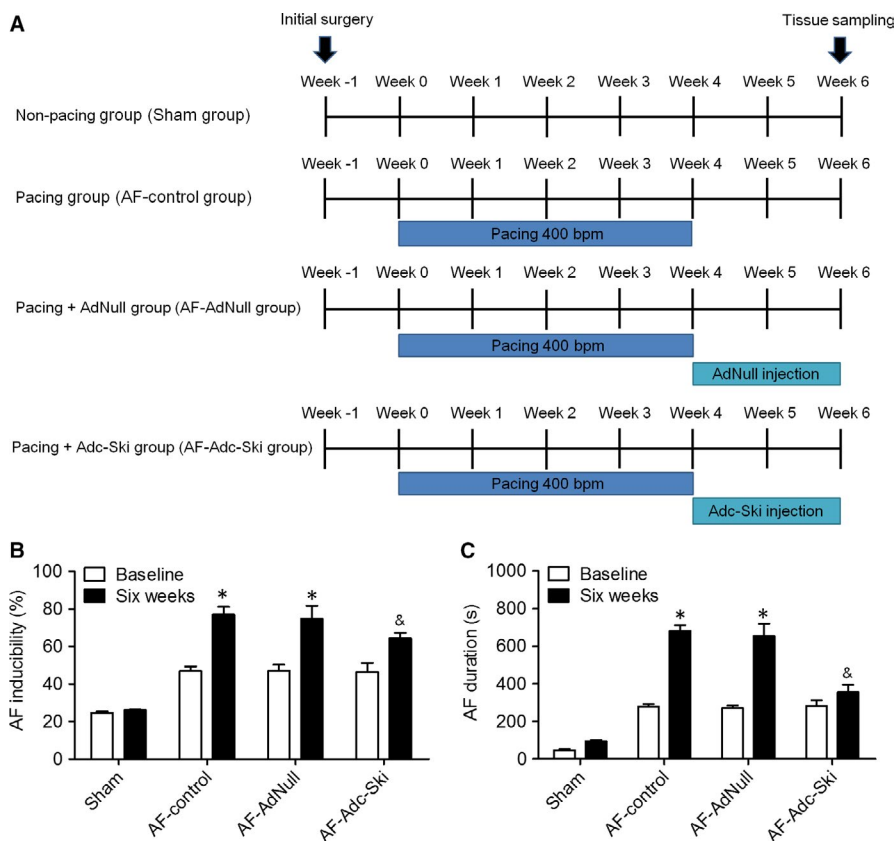 A
Initial surgery
Tissue sampling
Week -1 Week 0 Week 1 Week 2 Week 3 Week 4 Week 5 Week 6
Non-pacing group (Sham group)
Week -1 Week 0 Week 1 Week 2 Week 3 Week 4 Week 5 Week 6
Pacing group (AF-control group)
Pacing 400 bpm
Week -1 Week 0 Week 1 Week 2 Week 3 Week 4 Week 5 Week 6
Pacing + AdNull group (AF-AdNull group)
Pacing 400 bpm
AdNull injection
Week -1 Week 0 Week 1 Week 2 Week 3 Week 4 Week 5 Week 6
Pacing + Adc-Ski group (AF-Adc-Ski group)
Pacing 400 bpm
Adc-Ski injection
B
AF inducibility (%)
100
80
60
40
20
0
Baseline
Six weeks
*
*
&
Sham
AF-control
AF-AdNull
AF-Adc-Ski
C
AF duration (s)
1000
800
600
400
200
0
Baseline
Six weeks
*
*
&
Sham
AF-control
AF-AdNull
AF-Adc-Ski